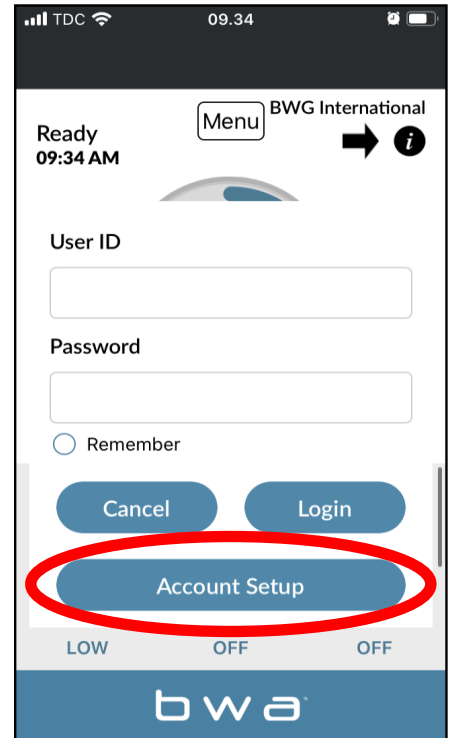 TDC 09.34
BWG International
Ready Menu
09:34 AM i
User ID
Password
Remember
Cancel Login
Account Setup
LOW OFF OFF
bwa